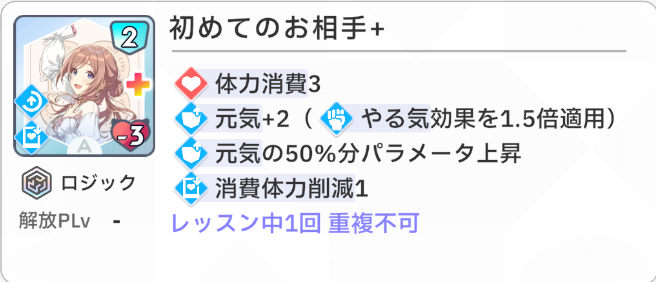 初めてのお相手+
2
-3
A
体力消費3
元気+2（ やる気効果を1.5倍適用）
元気の50%分パラメータ上昇
消費体力削減1
レッスン中1回 重複不可
ロジック
解放PLv -